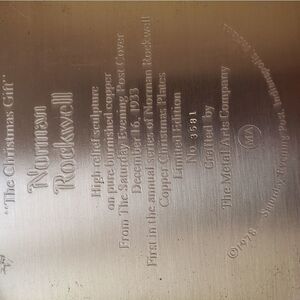 "The Christmas Gift"
Norman
Rockwell
High relief sculpture
on pure burnished copper
From The Saturday Evening Post Cover
December 16, 1933
First in the annual series of Norman Rockwell
Copper Christmas Plates
Limited Edition
No. 3581
Crafted by
The Metal Arts Company
MA
©1978 Saturday Evening Post